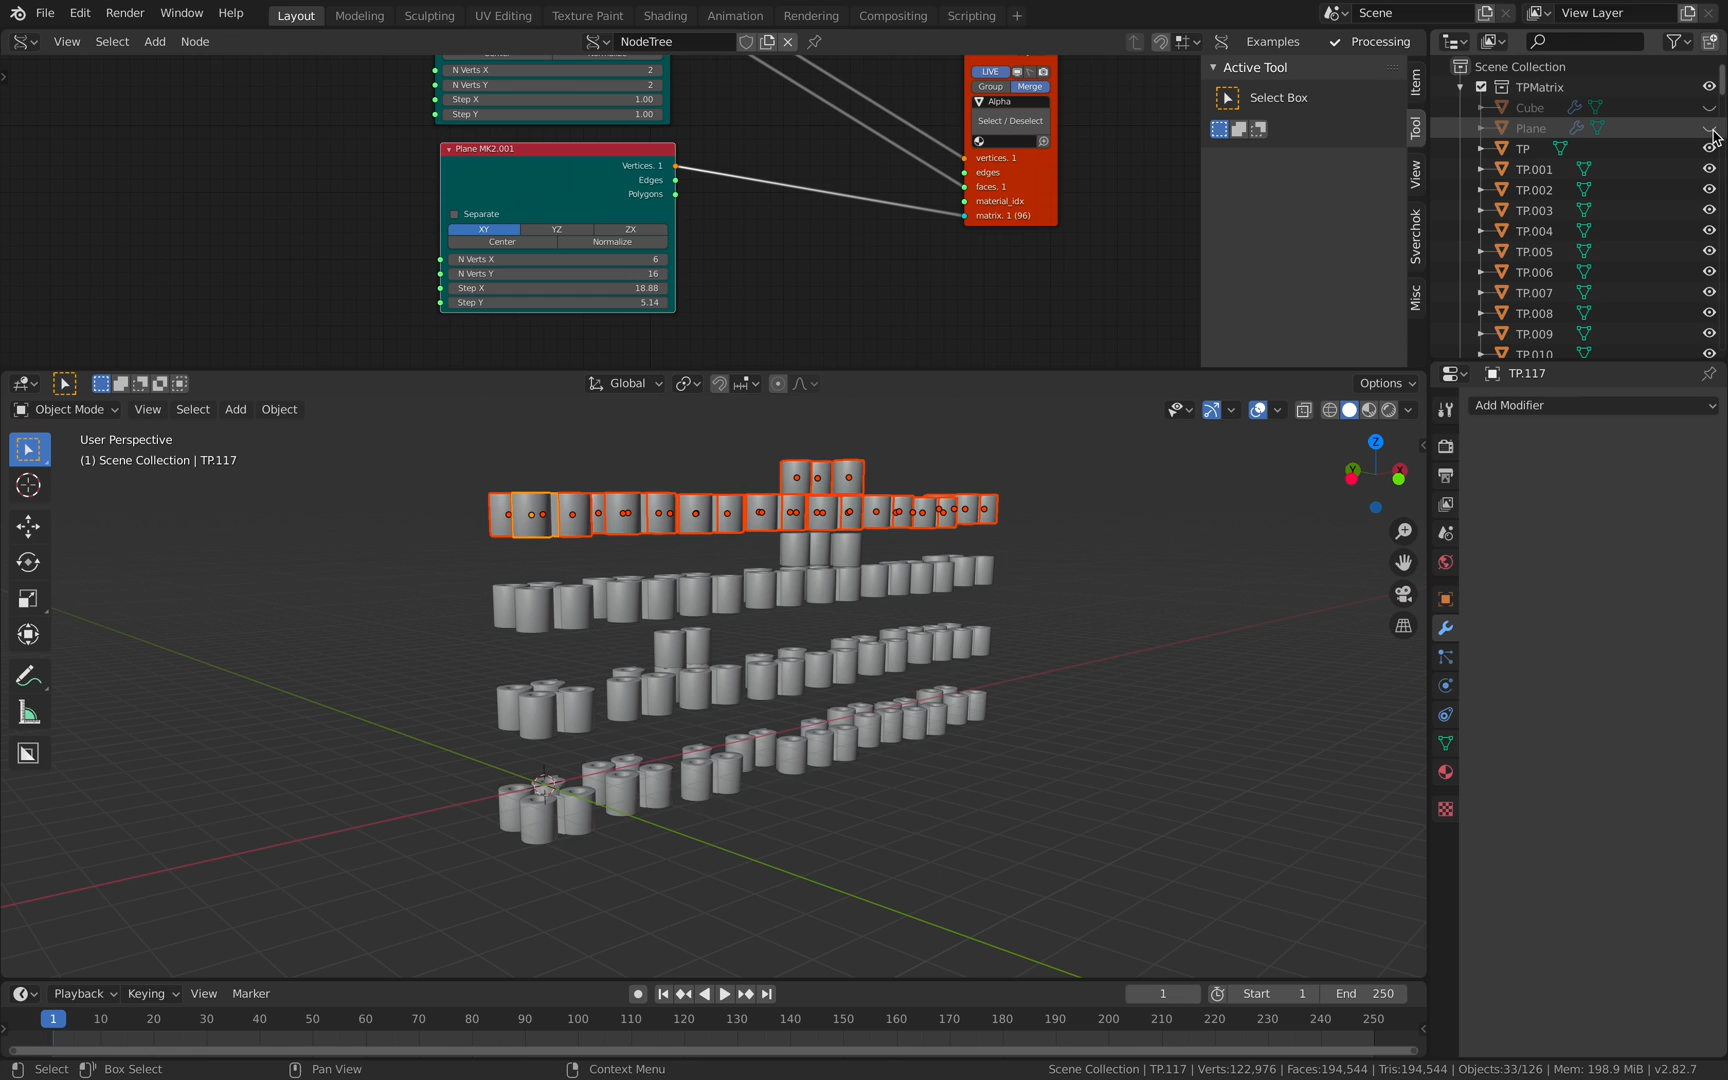 File Edit Render Window Help Layout Modeling Sculpting UV Editing Texture Paint Shading Animation Rendering Compositing Scripting + Scene View Layer
View Select Add Node NodeTree Examples Processing
N Verts X 2
N Verts Y 2
Step X 1.00
Step Y 1.00
Plane MK2.001
Vertices. 1
Edges
Polygons
Separate
XY YZ ZX
Center Normalize
N Verts X 6
N Verts Y 16
Step X 18.88
Step Y 5.14
LIVE
Group Merge
Alpha
Select / Deselect
vertices. 1
edges
faces. 1
material_idx
matrix. 1 (96)
Active Tool
Select Box
Item
Tool
View
Sverchok
Misc
Scene Collection
TPMatrix
Cube
Plane
TP
TP.001
TP.002
TP.003
TP.004
TP.005
TP.006
TP.007
TP.008
TP.009
TP.010
TP.117
Add Modifier
Global Options
Object Mode View Select Add Object
User Perspective
(1) Scene Collection | TP.117
Z
Y
X
Playback Keying View Marker 1 Start 1 End 250
1 10 20 30 40 50 60 70 80 90 100 110 120 130 140 150 160 170 180 190 200 210 220 230 240 250
Select Box Select Pan View Context Menu Scene Collection | TP.117 | Verts:122,976 | Faces:194,544 | Tris:194,544 | Objects:33/126 | Mem: 198.9 MiB | v2.82.7